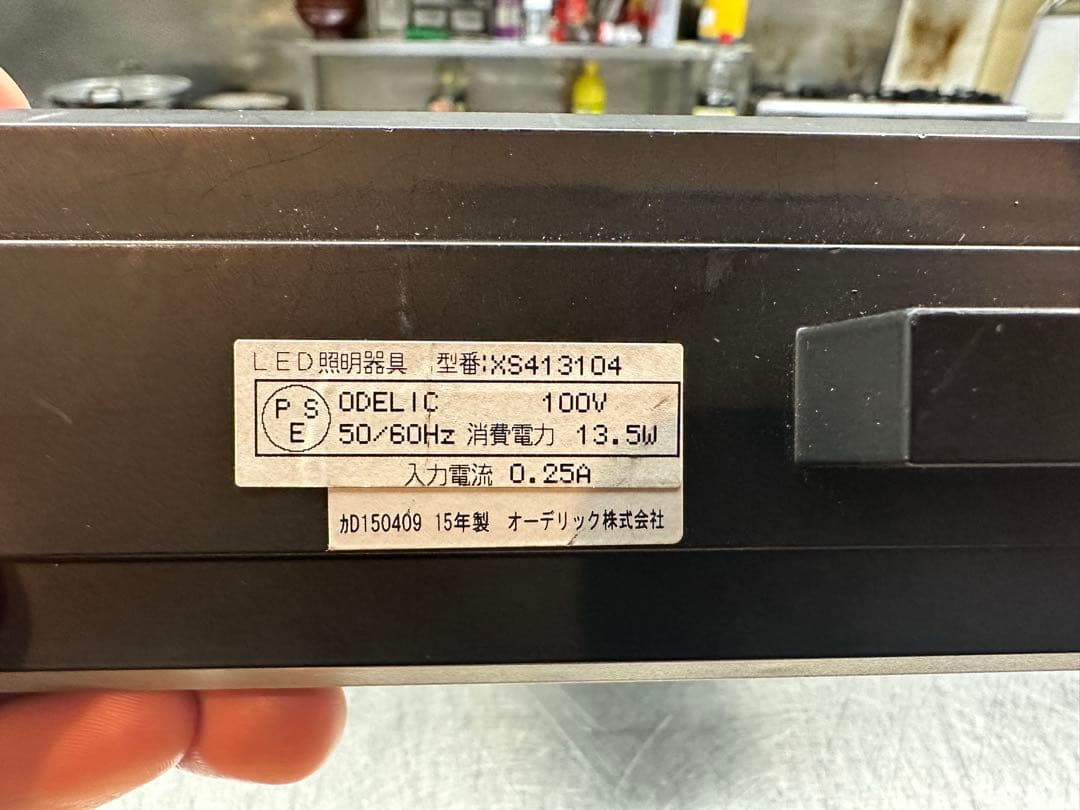 LED照明器具 型番:XS413104
PSE ODELIC 100V
50/60Hz 消費電力 13.5W
入力電流 0.25A
ｶD150409 15年製 オーデリック株式会社